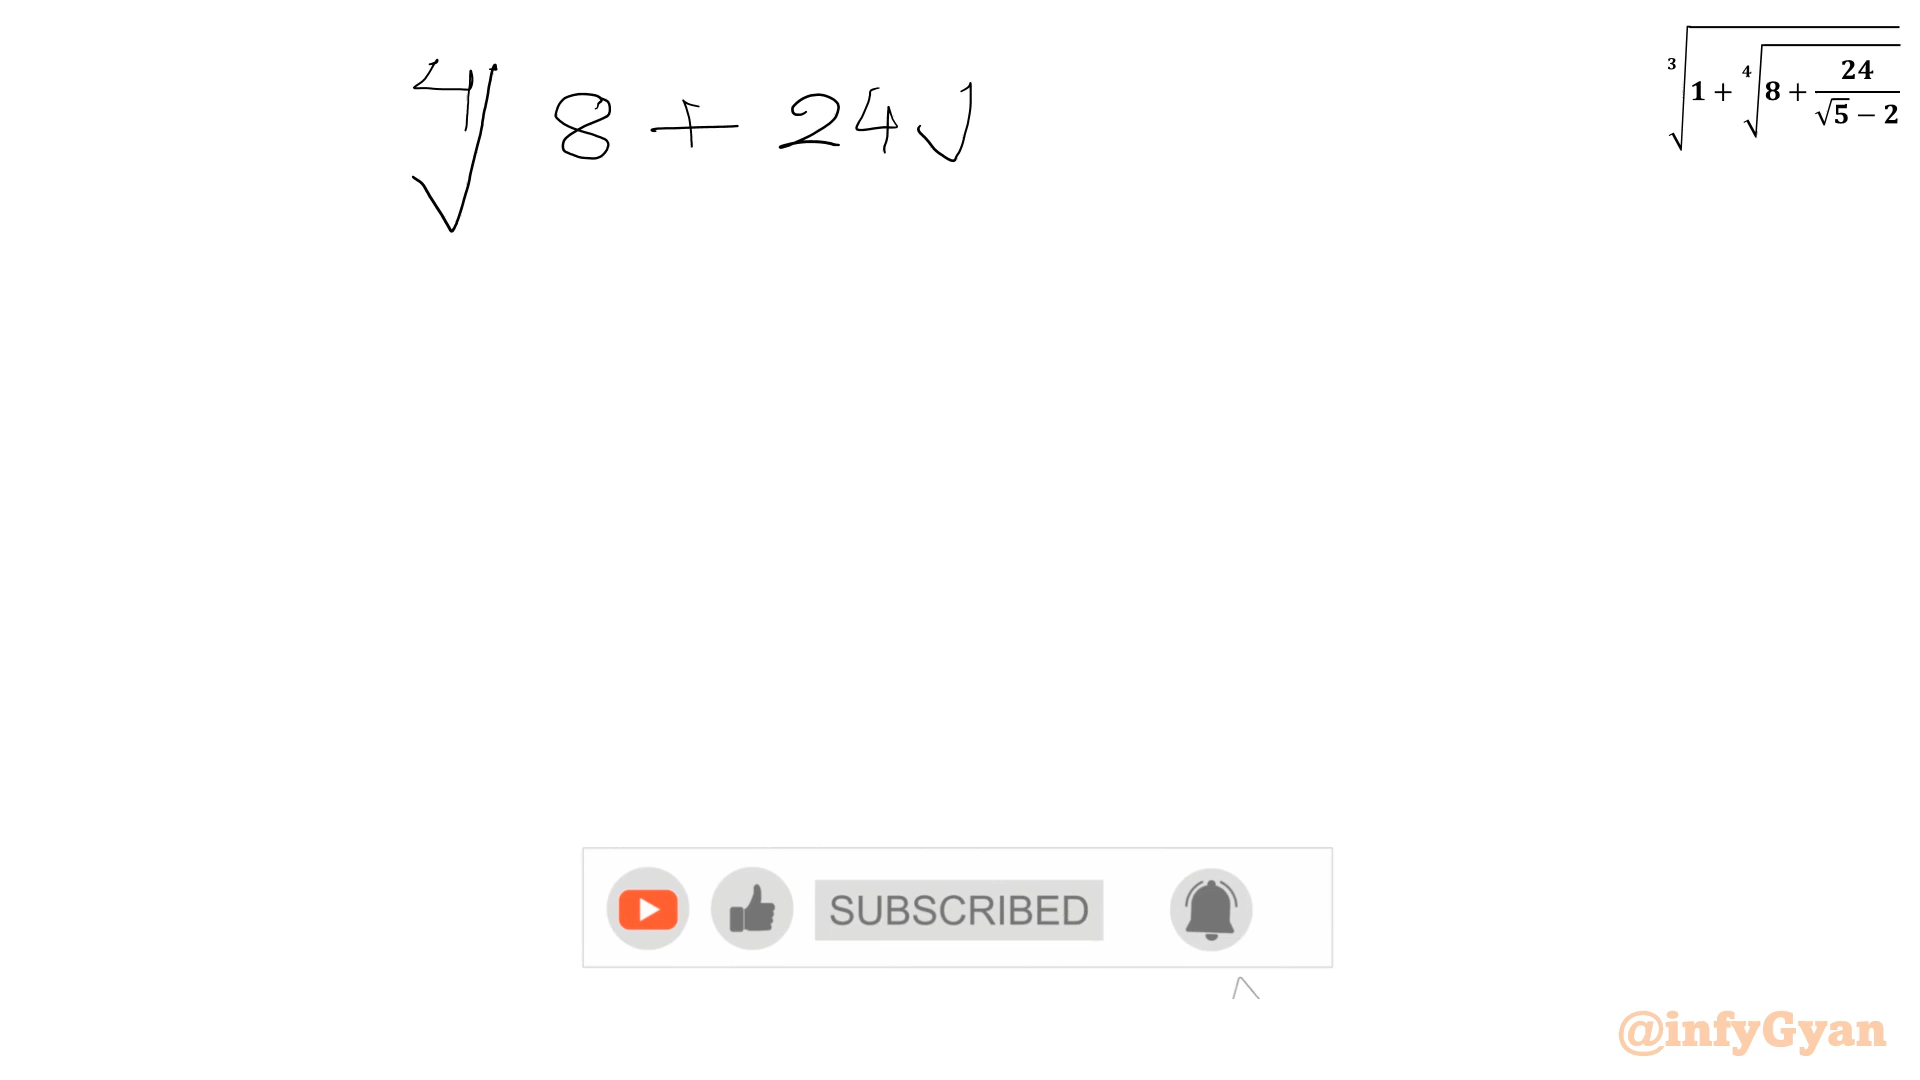 ∜ 8 + 24√
∛(1 + ∜(8 + 24/(√5 − 2)))
SUBSCRIBED
@infyGyan